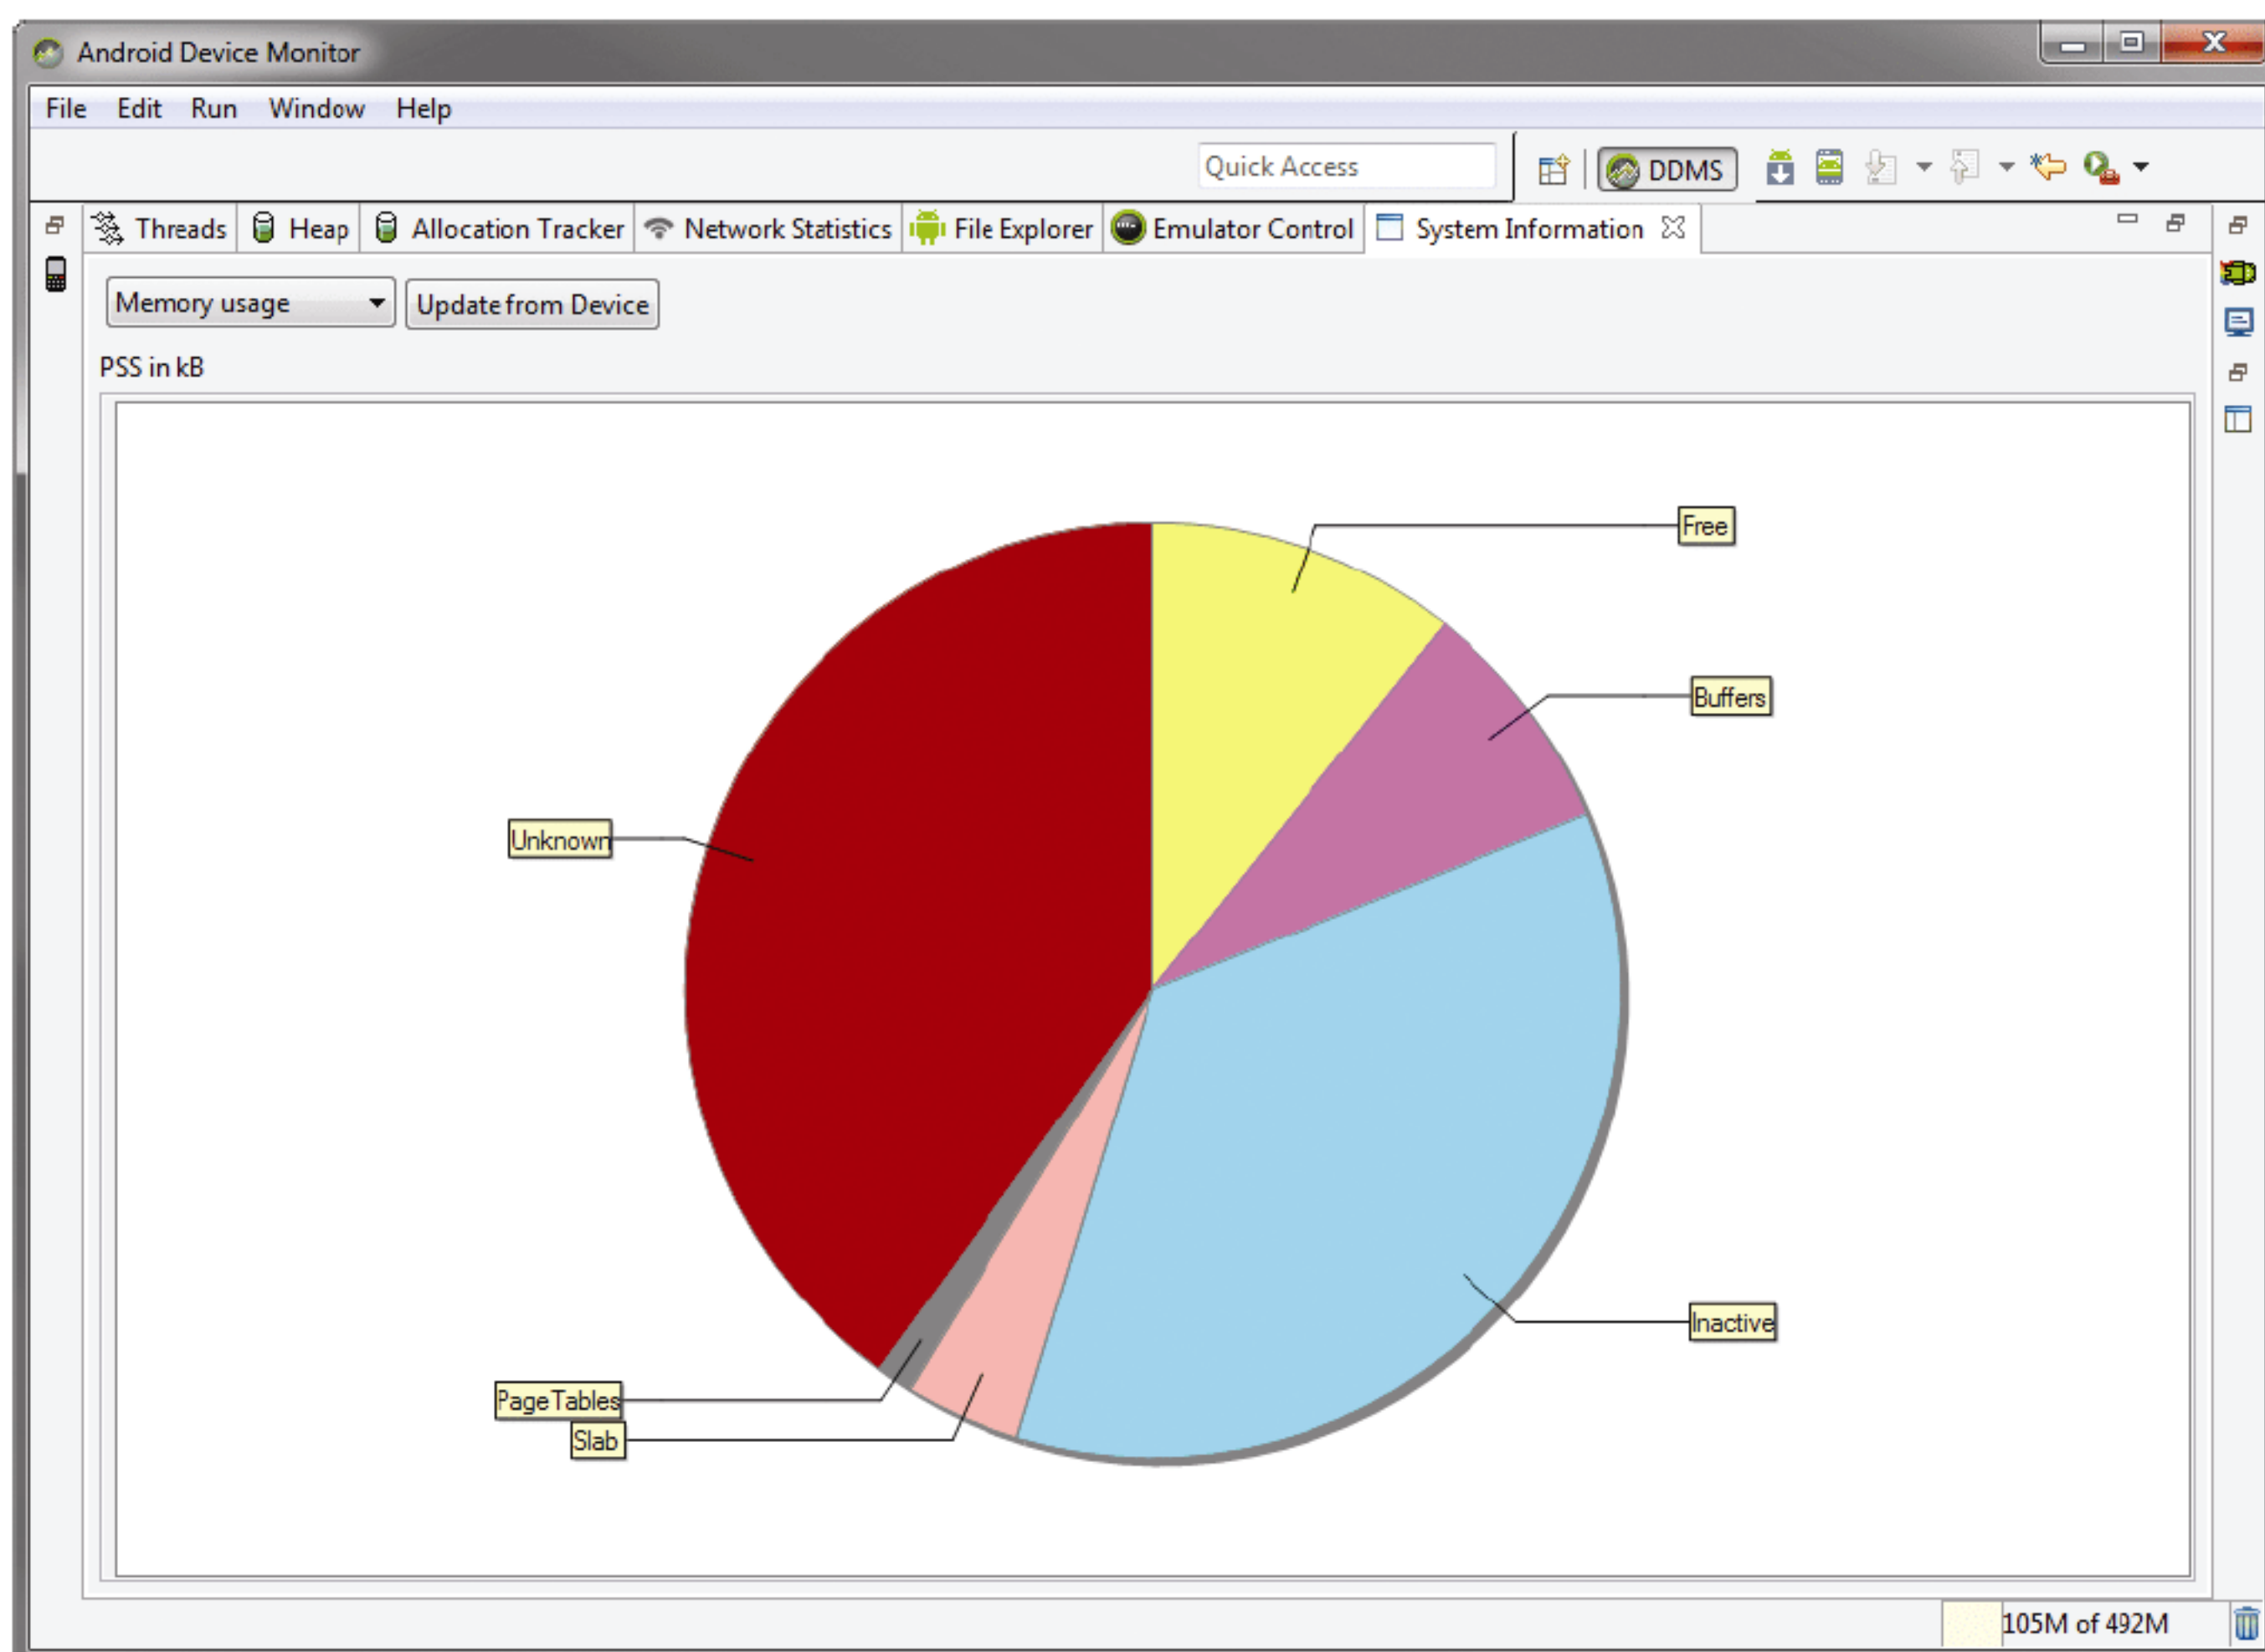 Android Device Monitor
File Edit Run Window Help
Quick Access DDMS
Threads Heap Allocation Tracker Network Statistics File Explorer Emulator Control System Information
Memory usage Update from Device
PSS in kB
Free
Buffers
Unknown
Inactive
PageTables
Slab
105M of 492M